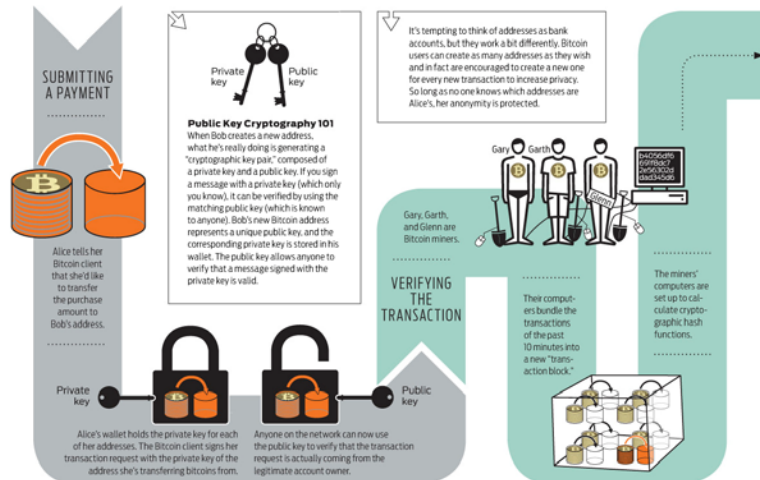 SUBMITTING
A PAYMENT
Alice tells her
Bitcoin client
that she'd like
to transfer
the purchase
amount to
Bob's address.
Private
key
Public
key
Public Key Cryptography 101
When Bob creates a new address,
what he's really doing is generating a
"cryptographic key pair," composed of
a private key and a public key. If you sign
a message with a private key (which only
you know), it can be verified by using the
matching public key (which is known
to anyone). Bob's new Bitcoin address
represents a unique public key, and the
corresponding private key is stored in his
wallet. The public key allows anyone to
verify that a message signed with the
private key is valid.
It's tempting to think of addresses as bank
accounts, but they work a bit differently. Bitcoin
users can create as many addresses as they wish
and in fact are encouraged to create a new one
for every new transaction to increase privacy.
So long as no one knows which addresses are
Alice's, her anonymity is protected.
Private
key
Public
key
Alice's wallet holds the private key for each
of her addresses. The Bitcoin client signs her
transaction request with the private key of the
address she's transferring bitcoins from.
Anyone on the network can now use
the public key to verify that the transaction
request is actually coming from the
legitimate account owner.
VERIFYING
THE
TRANSACTION
Gary
Garth
Glenn
b4056df6
691f8dc7
2e56302d
dad345d6
Gary, Garth,
and Glenn are
Bitcoin miners.
Their comput-
ers bundle the
transactions
of the past
10 minutes into
a new "trans-
action block."
The miners'
computers are
set up to cal-
culate crypto-
graphic hash
functions.